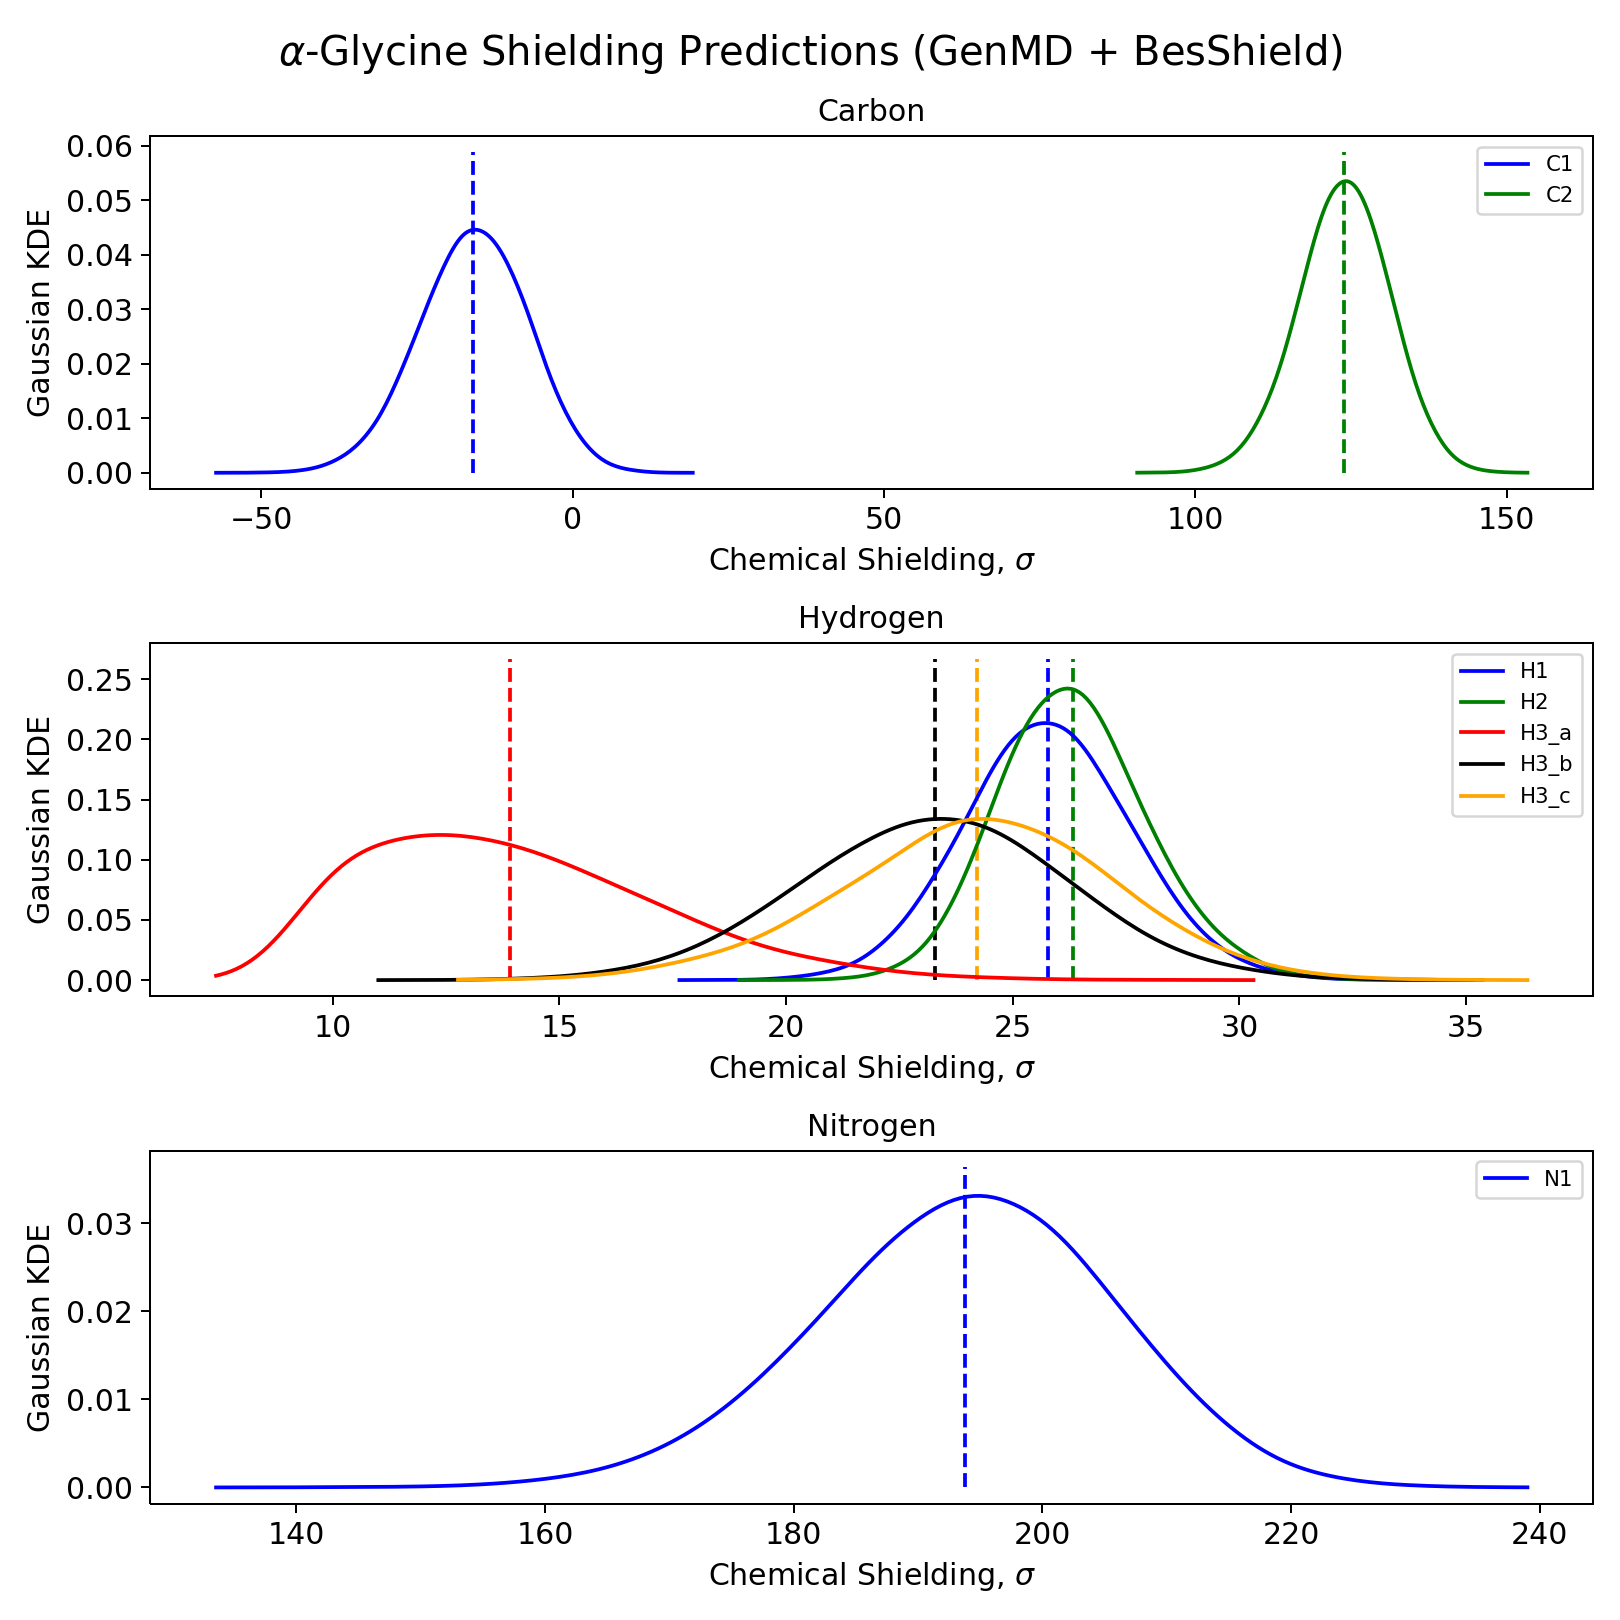 α-Glycine Shielding Predictions (GenMD + BesShield)
Carbon
Gaussian KDE
0.06
0.05
0.04
0.03
0.02
0.01
0.00
C1
C2
−50 0 50 100 150
Chemical Shielding, σ
Hydrogen
Gaussian KDE
0.25
0.20
0.15
0.10
0.05
0.00
H1
H2
H3_a
H3_b
H3_c
10 15 20 25 30 35
Chemical Shielding, σ
Nitrogen
Gaussian KDE
0.03
0.02
0.01
0.00
N1
140 160 180 200 220 240
Chemical Shielding, σ